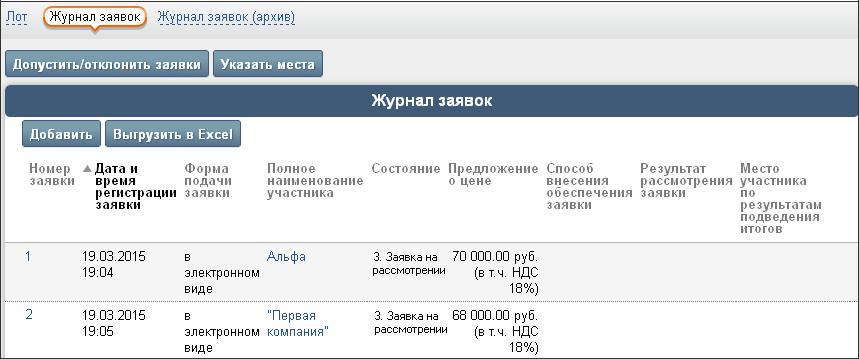 Лот Журнал заявок Журнал заявок (архив)
Допустить/отклонить заявки Указать места
Журнал заявок
Добавить Выгрузить в Excel
Номер заявки
Дата и время регистрации заявки
Форма подачи заявки
Полное наименование участника
Состояние
Предложение о цене
Способ внесения обеспечения заявки
Результат рассмотрения заявки
Место участника по результатам подведения итогов
1
19.03.2015 19:04
в электронном виде
Альфа
3. Заявка на рассмотрении
70 000.00 руб. (в т.ч. НДС 18%)
2
19.03.2015 19:05
в электронном виде
"Первая компания"
3. Заявка на рассмотрении
68 000.00 руб. (в т.ч. НДС 18%)